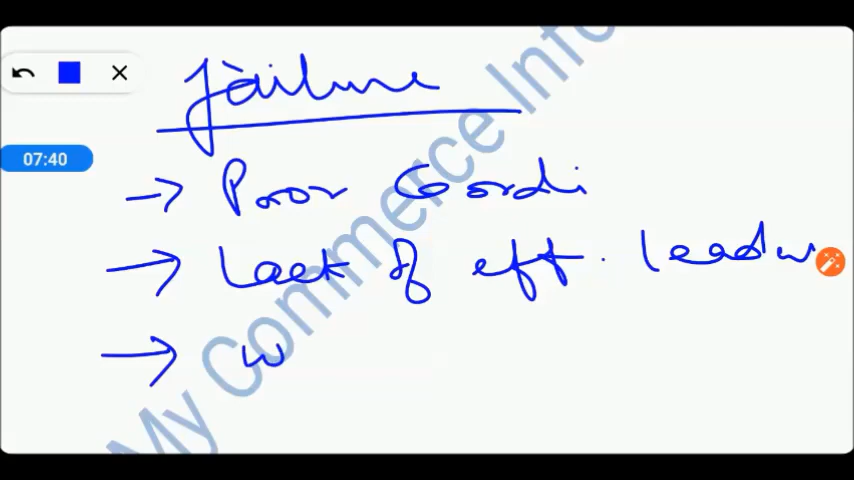 Failure
07:40
→ Poor Coordi
→ Lack of eff. leader
→ w
My Commerce Info